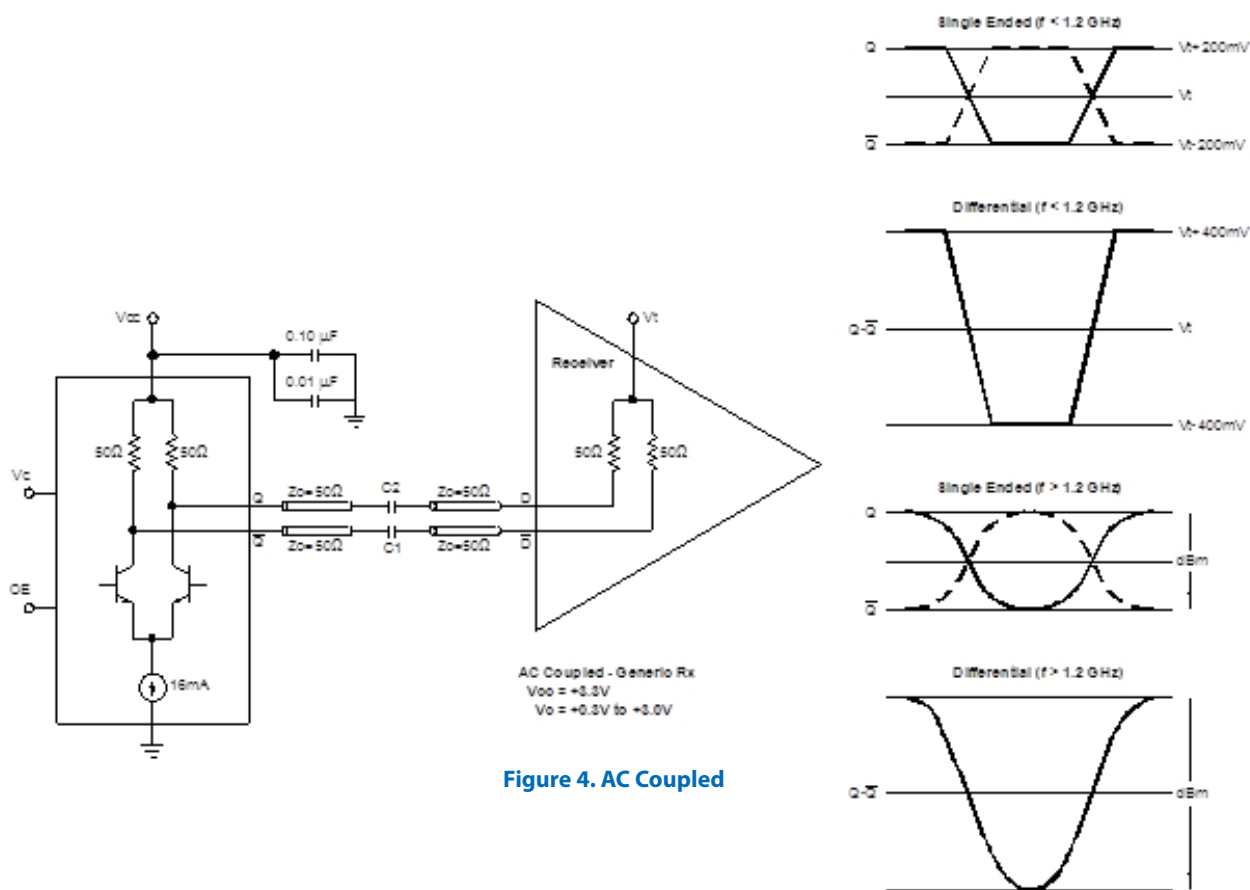 Single Ended (f < 1.2 GHz)
Q
Vt+ 200mV
Vt
Q̅
Vt- 200mV
Differential (f < 1.2 GHz)
Vt+ 400mV
Q-Q̅
Vt
Vt- 400mV
Vcc
0.10 µF
0.01 µF
50Ω
50Ω
Vc
OE
16mA
Q
Zo=50Ω
C2
Zo=50Ω
D
Q̅
Zo=50Ω
C1
Zo=50Ω
D̅
Vt
Receiver
50Ω
50Ω
AC Coupled - Generic Rx
Vcc = +3.3V
Vc = +0.3V to +3.0V
Figure 4. AC Coupled
Single Ended (f > 1.2 GHz)
Q
dBm
Q̅
Differential (f > 1.2 GHz)
Q-Q̅
dBm